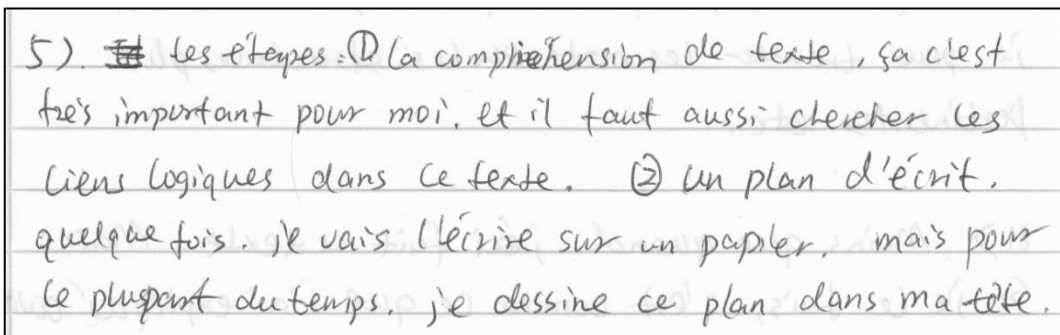 5). Les étapes: ① la compréhension de texte, ça c'est
très important pour moi. et il faut aussi chercher les
liens logiques dans ce texte. ② un plan d'écrit.
quelque fois. je vais l'écrire sur un papier. mais pour
le pluspart du temps. je dessine ce plan dans ma tête.